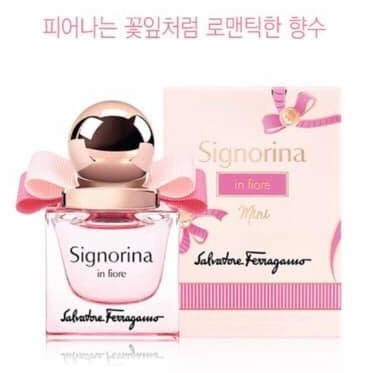 피어나는 꽃잎처럼 로맨틱한 향수
Signorina
in fiore
Mini
Salvatore Ferragamo
Signorina
in fiore
Salvatore Ferragamo